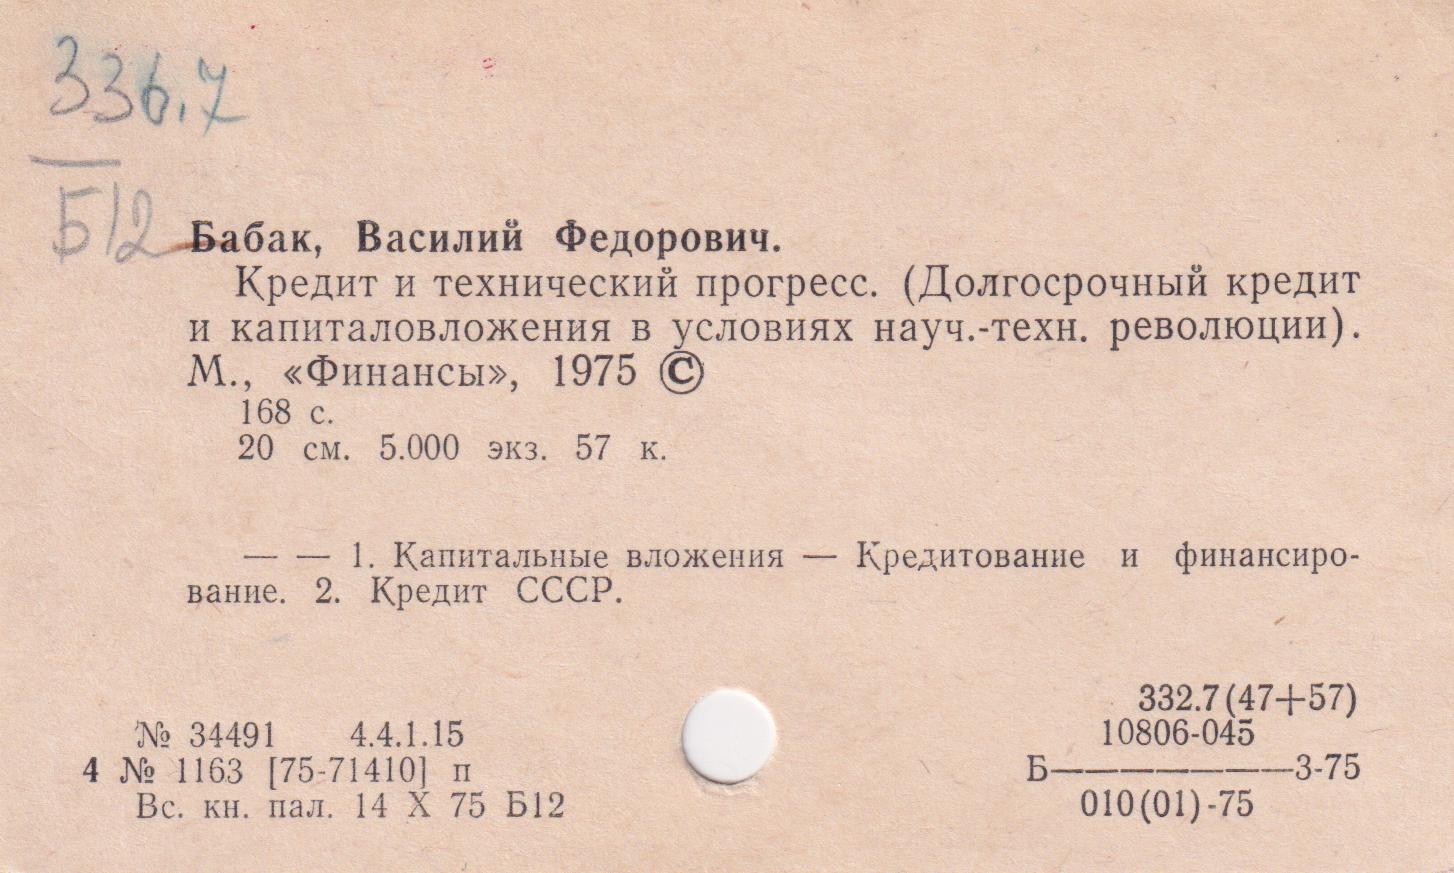 336.7
Б12
Бабак, Василий Федорович.
Кредит и технический прогресс. (Долгосрочный кредит
и капиталовложения в условиях науч.-техн. революции).
М., «Финансы», 1975 ©
168 с.
20 см. 5.000 экз. 57 к.
— — 1. Капитальные вложения — Кредитование и финансиро-
вание. 2. Кредит СССР.
332.7(47+57)
№ 34491 4.4.1.15
10806-045
4 № 1163 [75-71410] п
Б———————3-75
Вс. кн. пал. 14 X 75 Б12
010(01)-75